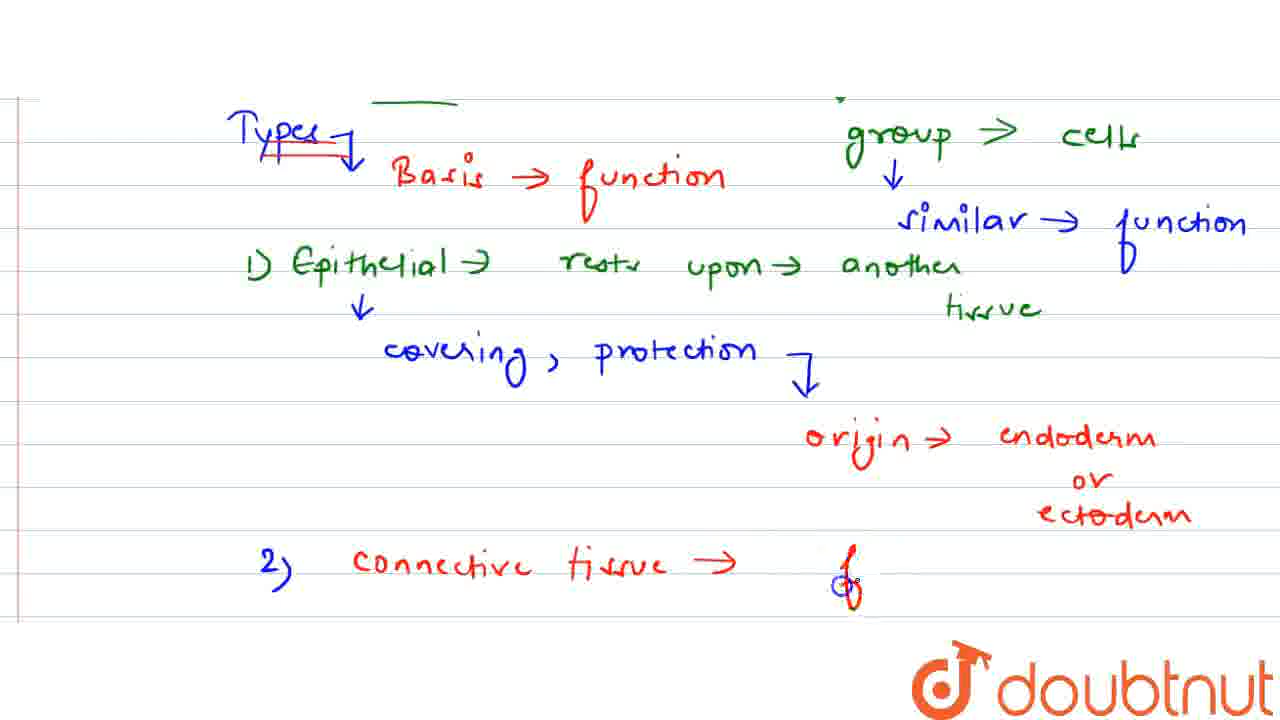 Types
group → cells
Basis → function
similar → function
1) Epithelial → rests upon → another
tissue
covering, protection
origin → endoderm
or
ectoderm
2) connective tissue → f
doubtnut